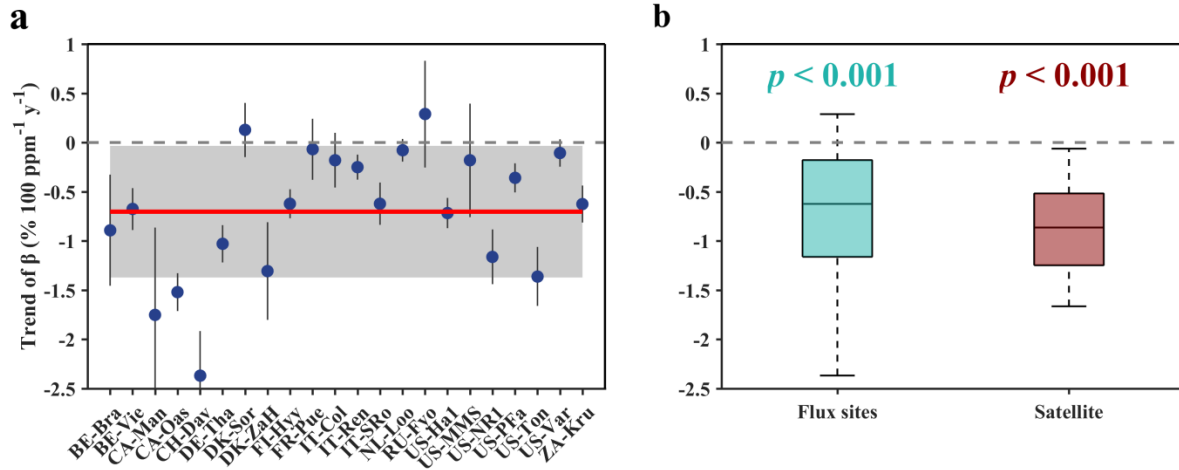 a
Trend of β (% 100 ppm⁻¹ y⁻¹)
1
0.5
0
-0.5
-1
-1.5
-2
-2.5
BE-Bra
BE-Vie
CA-Man
CA-Oas
CH-Dav
DE-Tha
DK-Sor
DK-ZaH
FI-Hyy
FR-Pue
IT-Col
IT-Ren
IT-SRo
NL-Loo
RU-Fyo
US-Ha1
US-MMS
US-NR1
US-PFa
US-Ton
US-Var
ZA-Kru
b
p < 0.001
p < 0.001
1
0.5
0
-0.5
-1
-1.5
-2
-2.5
Flux sites
Satellite